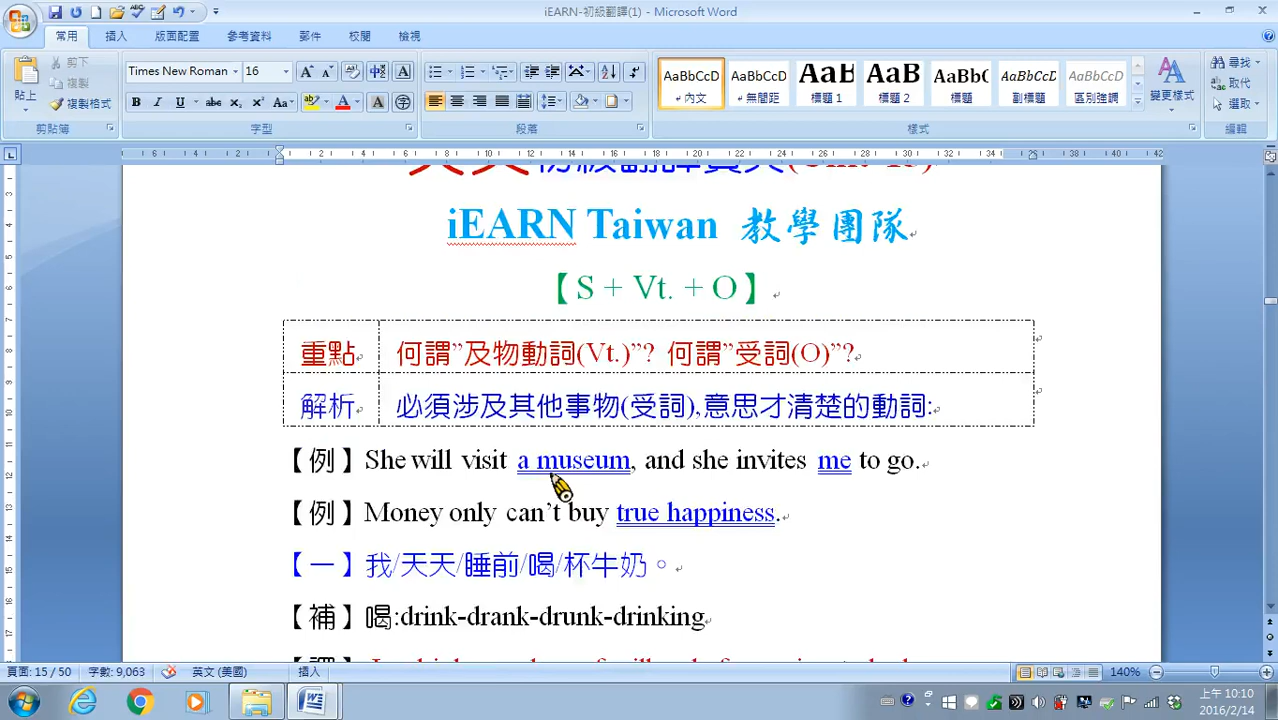 iEARN-初級翻譯(1) - Microsoft Word
常用 插入 版面配置 參考資料 郵件 校閱 檢視
貼上 剪下 複製 複製格式 剪貼簿
Times New Roman 16
字型
段落
AaBbCcD 內文
AaBbCcD 無間距
AaB 標題 1
AaB 標題 2
AaBbC 標題
AaBbCcD 副標題
AaBbCcD 區別強調
變更樣式
樣式
尋找
取代
選取
編輯
iEARN Taiwan 教學團隊
【 S + Vt. + O 】
重點 何謂”及物動詞(Vt.)”? 何謂”受詞(O)”?
解析 必須涉及其他事物(受詞),意思才清楚的動詞:
【例】She will visit a museum, and she invites me to go.
【例】Money only can’t buy true happiness.
【一】我/天天/睡前/喝/杯牛奶。
【補】喝:drink-drank-drunk-drinking
頁面: 15 / 50 字數: 9,063 英文 (美國) 插入 140%
上午 10:10
2016/2/14